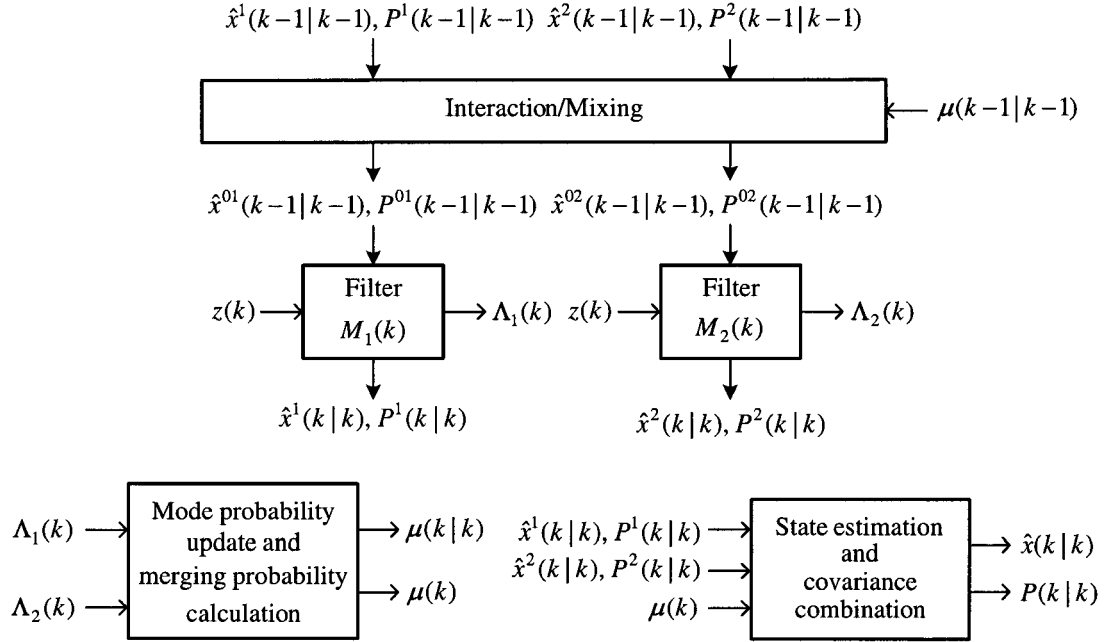 x̂¹(k−1|k−1), P¹(k−1|k−1) x̂²(k−1|k−1), P²(k−1|k−1)
Interaction/Mixing
μ(k−1|k−1)
x̂⁰¹(k−1|k−1), P⁰¹(k−1|k−1) x̂⁰²(k−1|k−1), P⁰²(k−1|k−1)
z(k)
Filter
M₁(k)
Λ₁(k)
z(k)
Filter
M₂(k)
Λ₂(k)
x̂¹(k|k), P¹(k|k)
x̂²(k|k), P²(k|k)
Λ₁(k)
Λ₂(k)
Mode probability
update and
merging probability
calculation
μ(k|k)
μ(k)
x̂¹(k|k), P¹(k|k)
x̂²(k|k), P²(k|k)
μ(k)
State estimation
and
covariance
combination
x̂(k|k)
P(k|k)